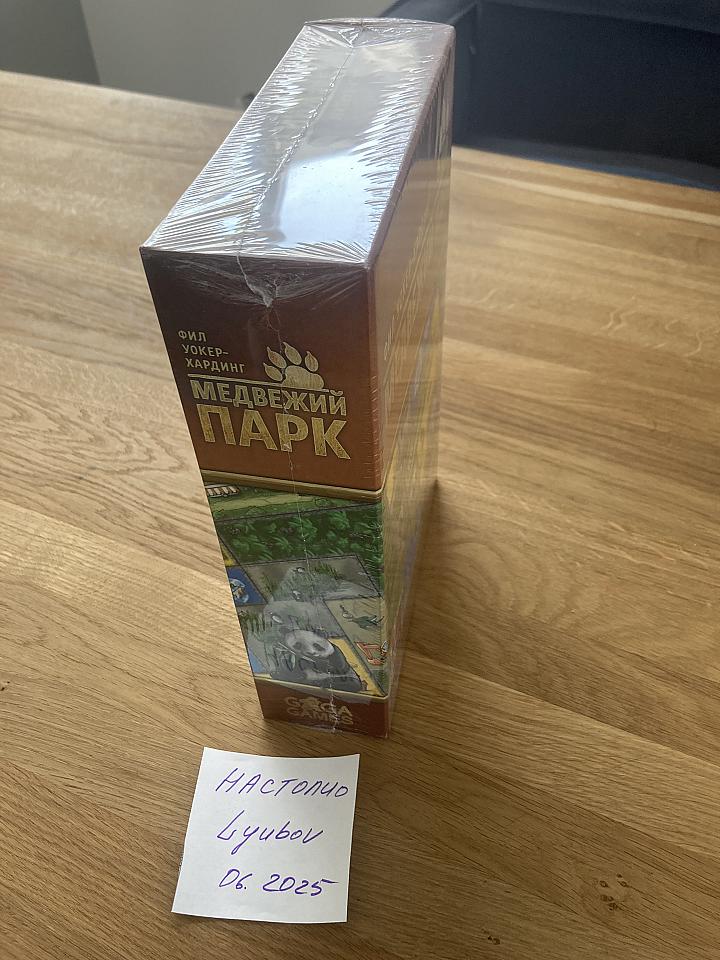 ФИЛ
УОКЕР-
ХАРДИНГ
МЕДВЕЖИЙ
ПАРК
GAGA
GAMES
НАСТОЛИО
Lyubov
06. 2025